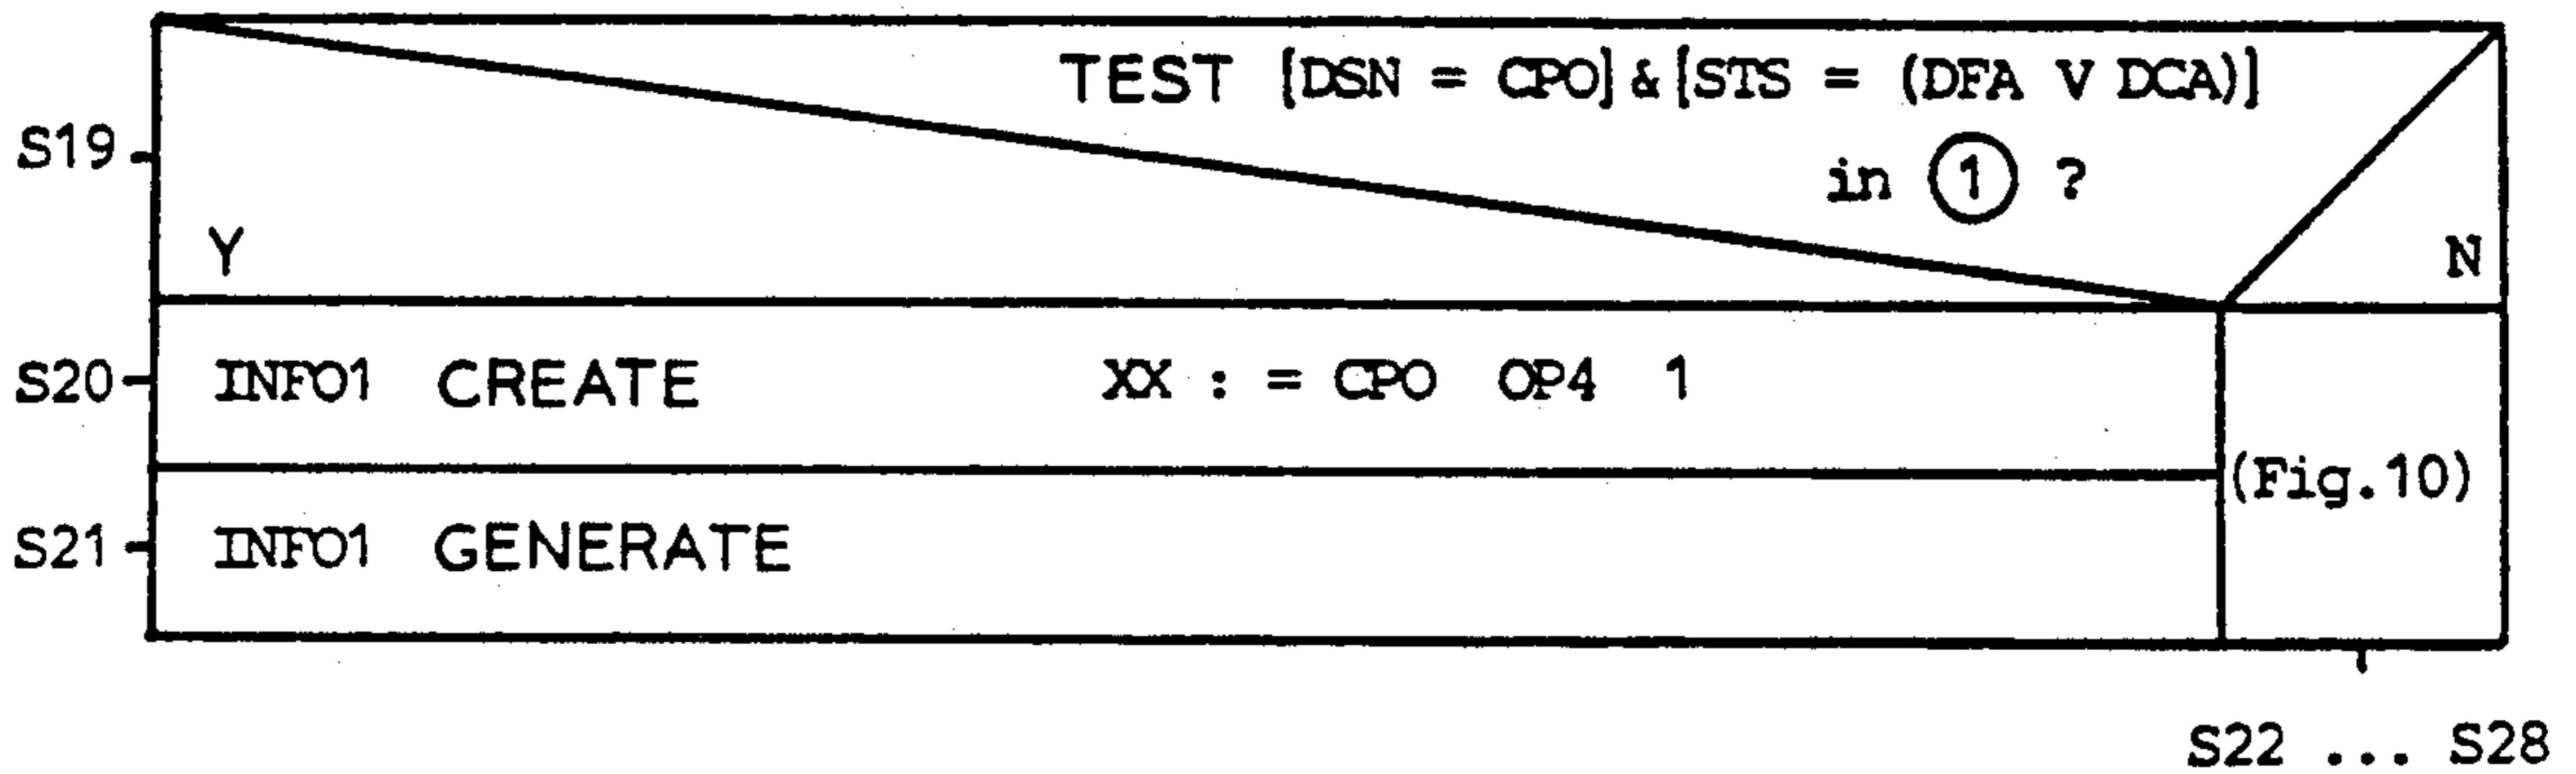 TEST [DSN = CPO] & [STS = (DFA V DCA)]
S19
in 1 ?
Y
N
S20 INFO1 CREATE XX : = CPO OP4 1
(Fig.10)
S21 INFO1 GENERATE
S22 ... S28